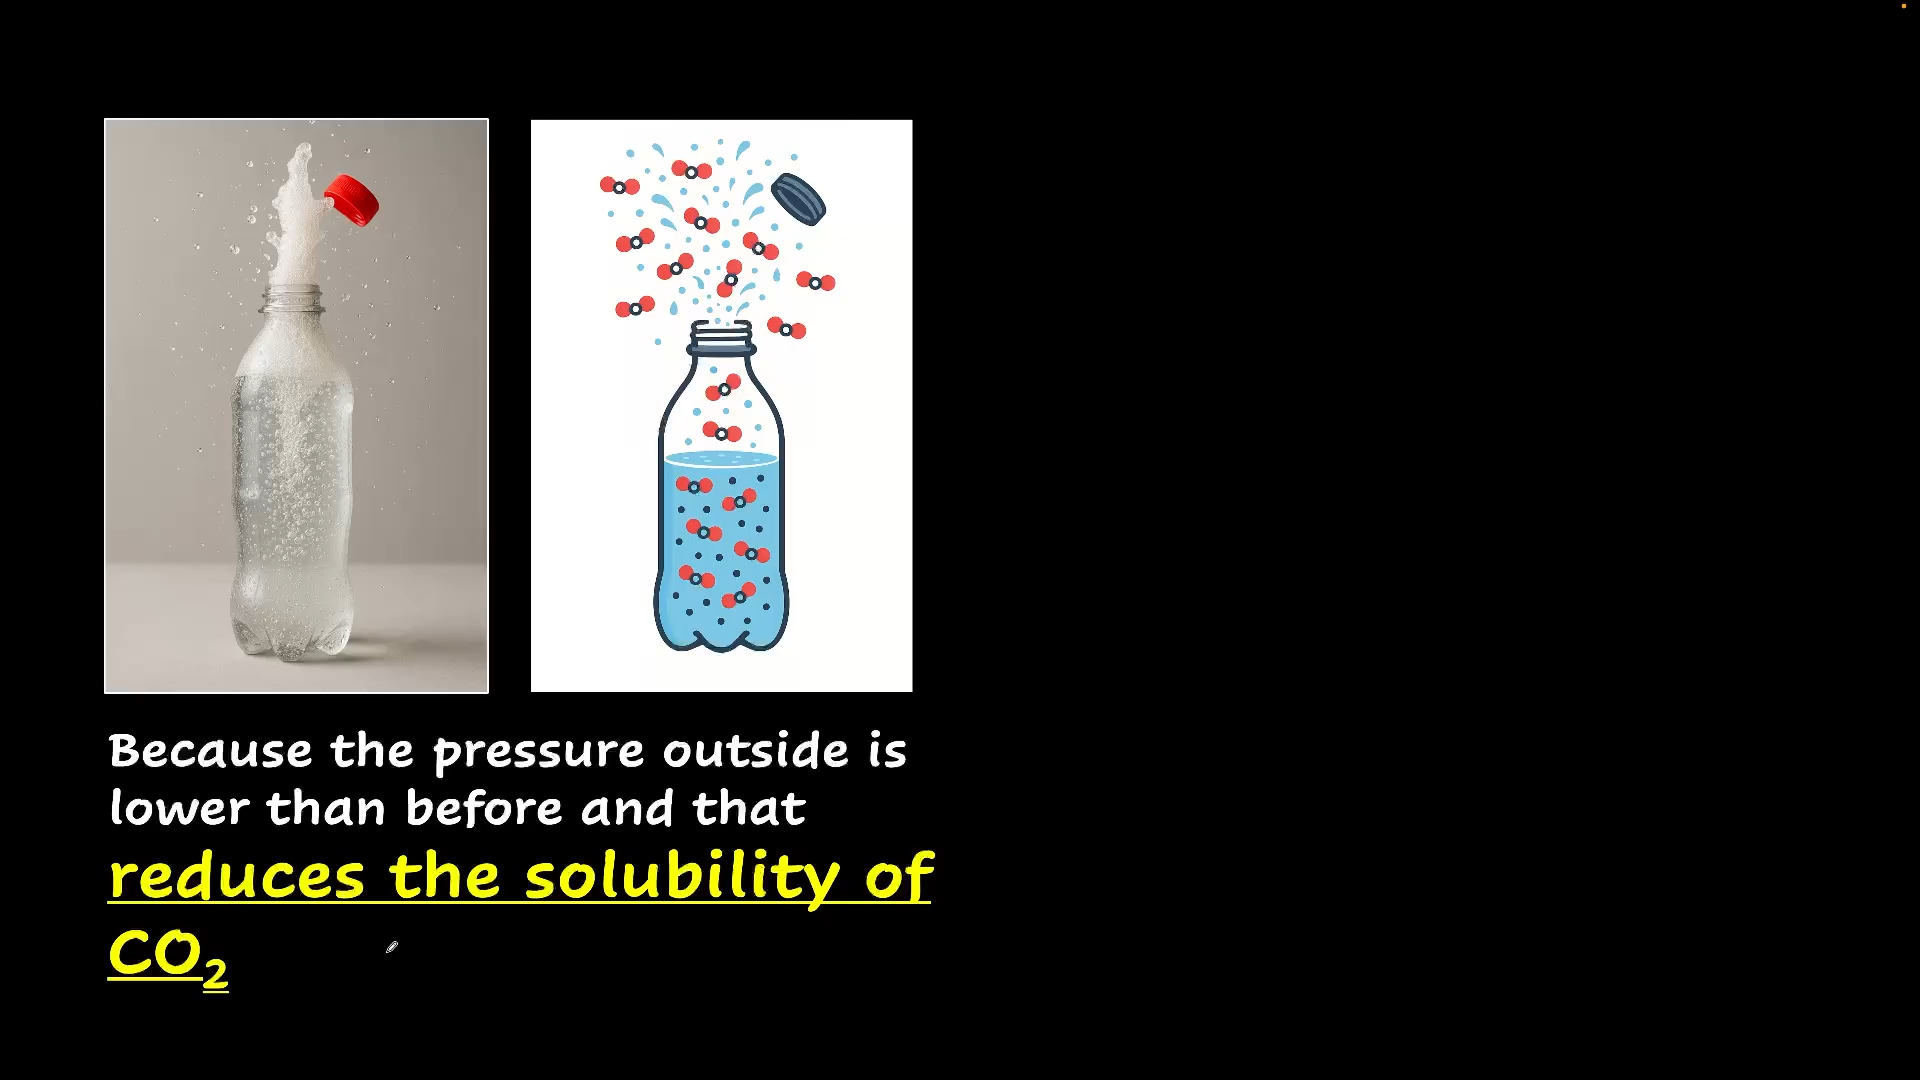 Because the pressure outside is
lower than before and that
reduces the solubility of
CO₂